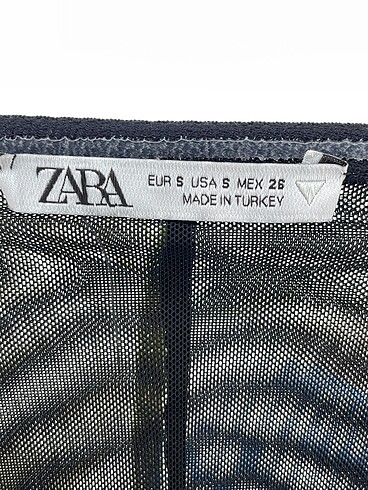 ZARA
EUR S USA S MEX 26
MADE IN TURKEY